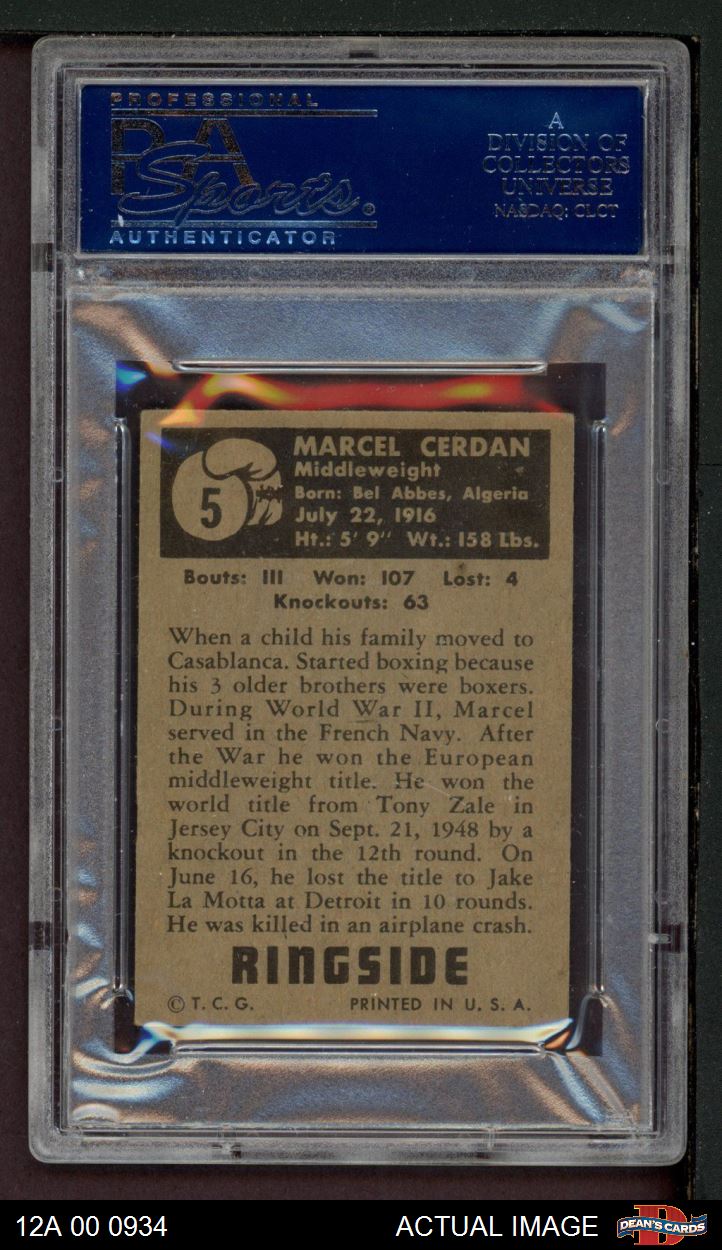 PROFESSIONAL
PSA
Sports®
AUTHENTICATOR
A
DIVISION OF
COLLECTORS
UNIVERSE
NASDAQ: CLCT
5
MARCEL CERDAN
Middleweight
Born: Bel Abbes, Algeria
July 22, 1916
Ht.: 5' 9" Wt.: 158 Lbs.
Bouts: 111 Won: 107 Lost: 4
Knockouts: 63
When a child his family moved to
Casablanca. Started boxing because
his 3 older brothers were boxers.
During World War II, Marcel
served in the French Navy. After
the War he won the European
middleweight title. He won the
world title from Tony Zale in
Jersey City on Sept. 21, 1948 by a
knockout in the 12th round. On
June 16, he lost the title to Jake
La Motta at Detroit in 10 rounds.
He was killed in an airplane crash.
RINGSIDE
© T. C. G. PRINTED IN U. S. A.
12A 00 0934 ACTUAL IMAGE DEAN'S CARDS